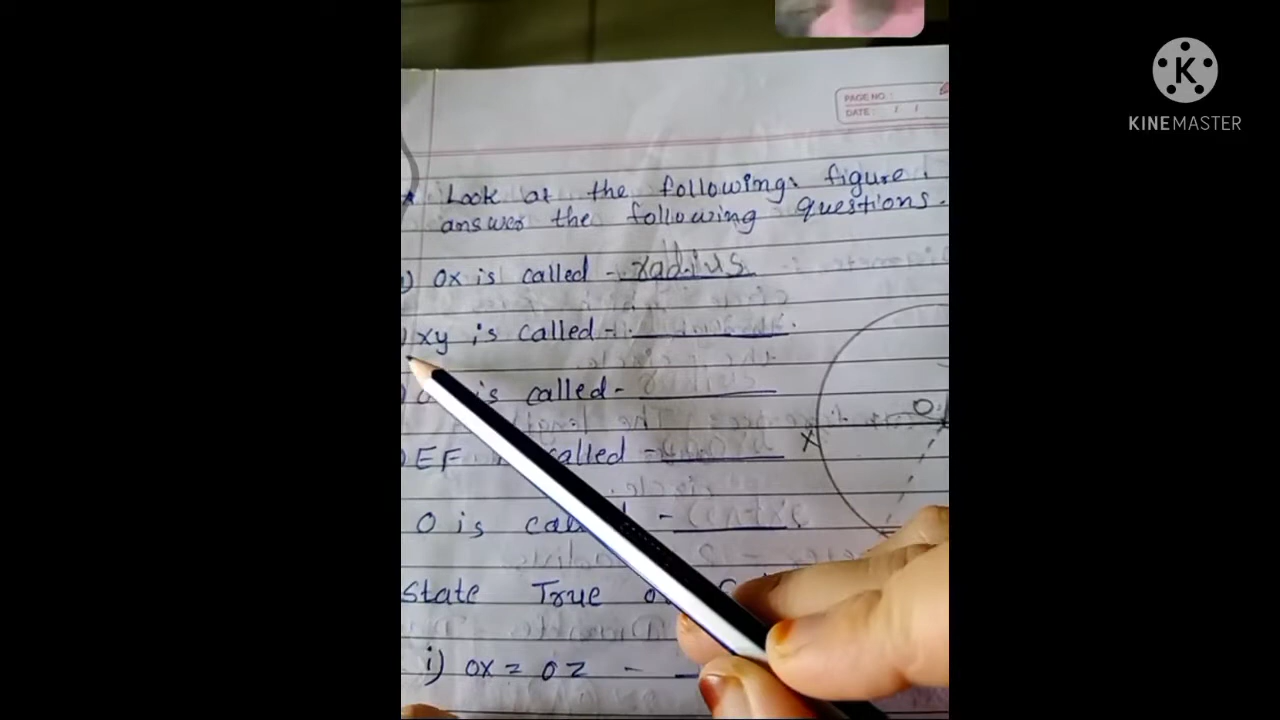 PAGE NO.:
DATE: / /
KINEMASTER
* Look at the following figure.
answer the following questions.
) OX is called - radius
) xy is called -
) is called -
) EF called -
O is -
State True
i) OX = OZ -
O
X